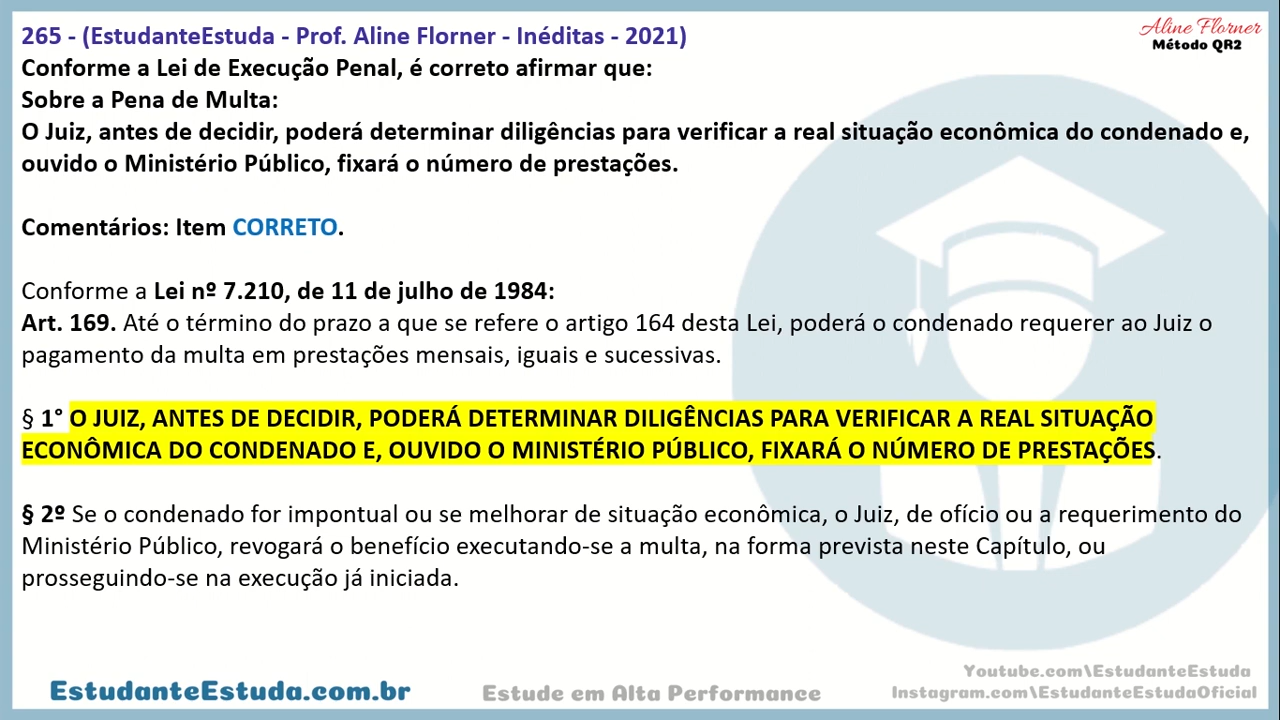 265 - (EstudanteEstuda - Prof. Aline Florner - Inéditas - 2021)
Aline Florner
Método QR2
Conforme a Lei de Execução Penal, é correto afirmar que:
Sobre a Pena de Multa:
O Juiz, antes de decidir, poderá determinar diligências para verificar a real situação econômica do condenado e,
ouvido o Ministério Público, fixará o número de prestações.
Comentários: Item CORRETO.
Conforme a Lei nº 7.210, de 11 de julho de 1984:
Art. 169. Até o término do prazo a que se refere o artigo 164 desta Lei, poderá o condenado requerer ao Juiz o
pagamento da multa em prestações mensais, iguais e sucessivas.
§ 1° O JUIZ, ANTES DE DECIDIR, PODERÁ DETERMINAR DILIGÊNCIAS PARA VERIFICAR A REAL SITUAÇÃO
ECONÔMICA DO CONDENADO E, OUVIDO O MINISTÉRIO PÚBLICO, FIXARÁ O NÚMERO DE PRESTAÇÕES.
§ 2º Se o condenado for impontual ou se melhorar de situação econômica, o Juiz, de ofício ou a requerimento do
Ministério Público, revogará o benefício executando-se a multa, na forma prevista neste Capítulo, ou
prosseguindo-se na execução já iniciada.
EstudanteEstuda.com.br
Estude em Alta Performance
Youtube.com\EstudanteEstuda
Instagram.com\EstudanteEstudaOficial